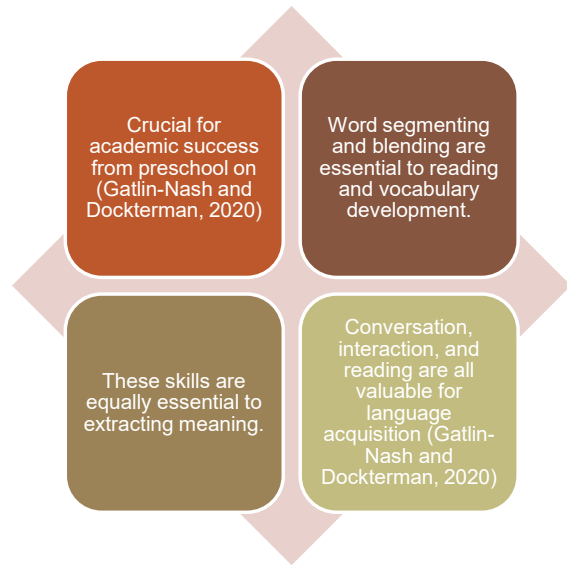 Crucial for
academic success
from preschool on
(Gatlin-Nash and
Dockterman, 2020)
Word segmenting
and blending are
essential to reading
and vocabulary
development.
These skills are
equally essential to
extracting meaning.
Conversation,
interaction, and
reading are all
valuable for
language
acquisition (Gatlin-
Nash and
Dockterman, 2020)